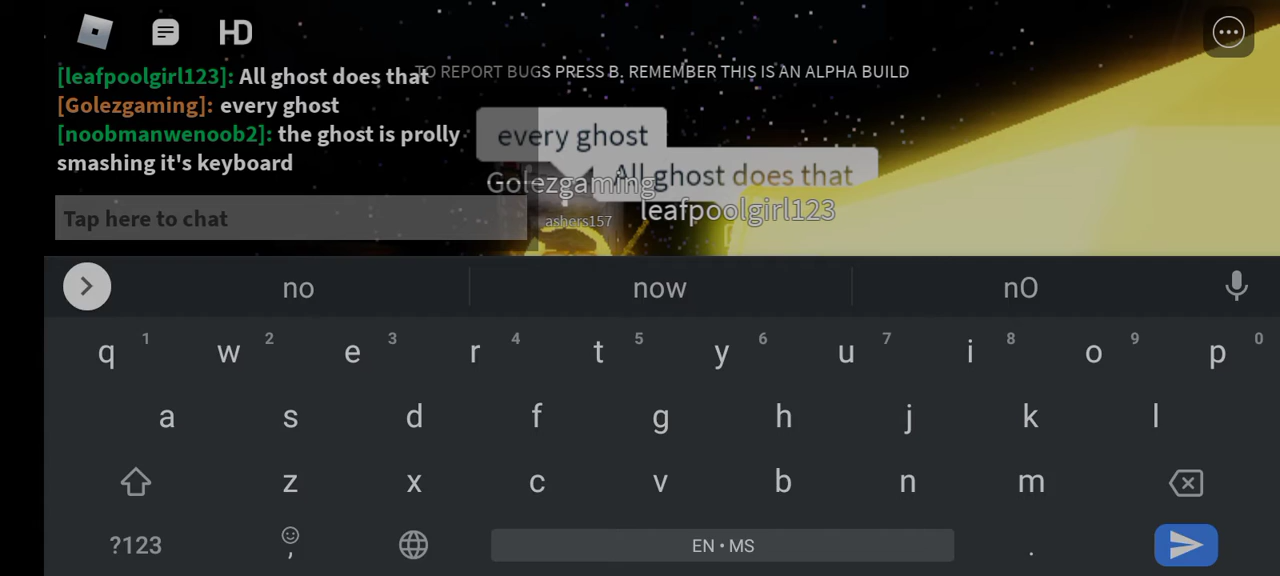 HD
[leafpoolgirl123]: All ghost does that
TO REPORT BUGS PRESS B. REMEMBER THIS IS AN ALPHA BUILD
[Golezgaming]: every ghost
[noobmanwenoob2]: the ghost is prolly
smashing it's keyboard
every ghost
All ghost does that
Golezgaming
leafpoolgirl123
ashers157
Tap here to chat
no now nO
q 1 w 2 e 3 r 4 t 5 y 6 u 7 i 8 o 9 p 0
a s d f g h j k l
z x c v b n m
?123 , EN • MS .